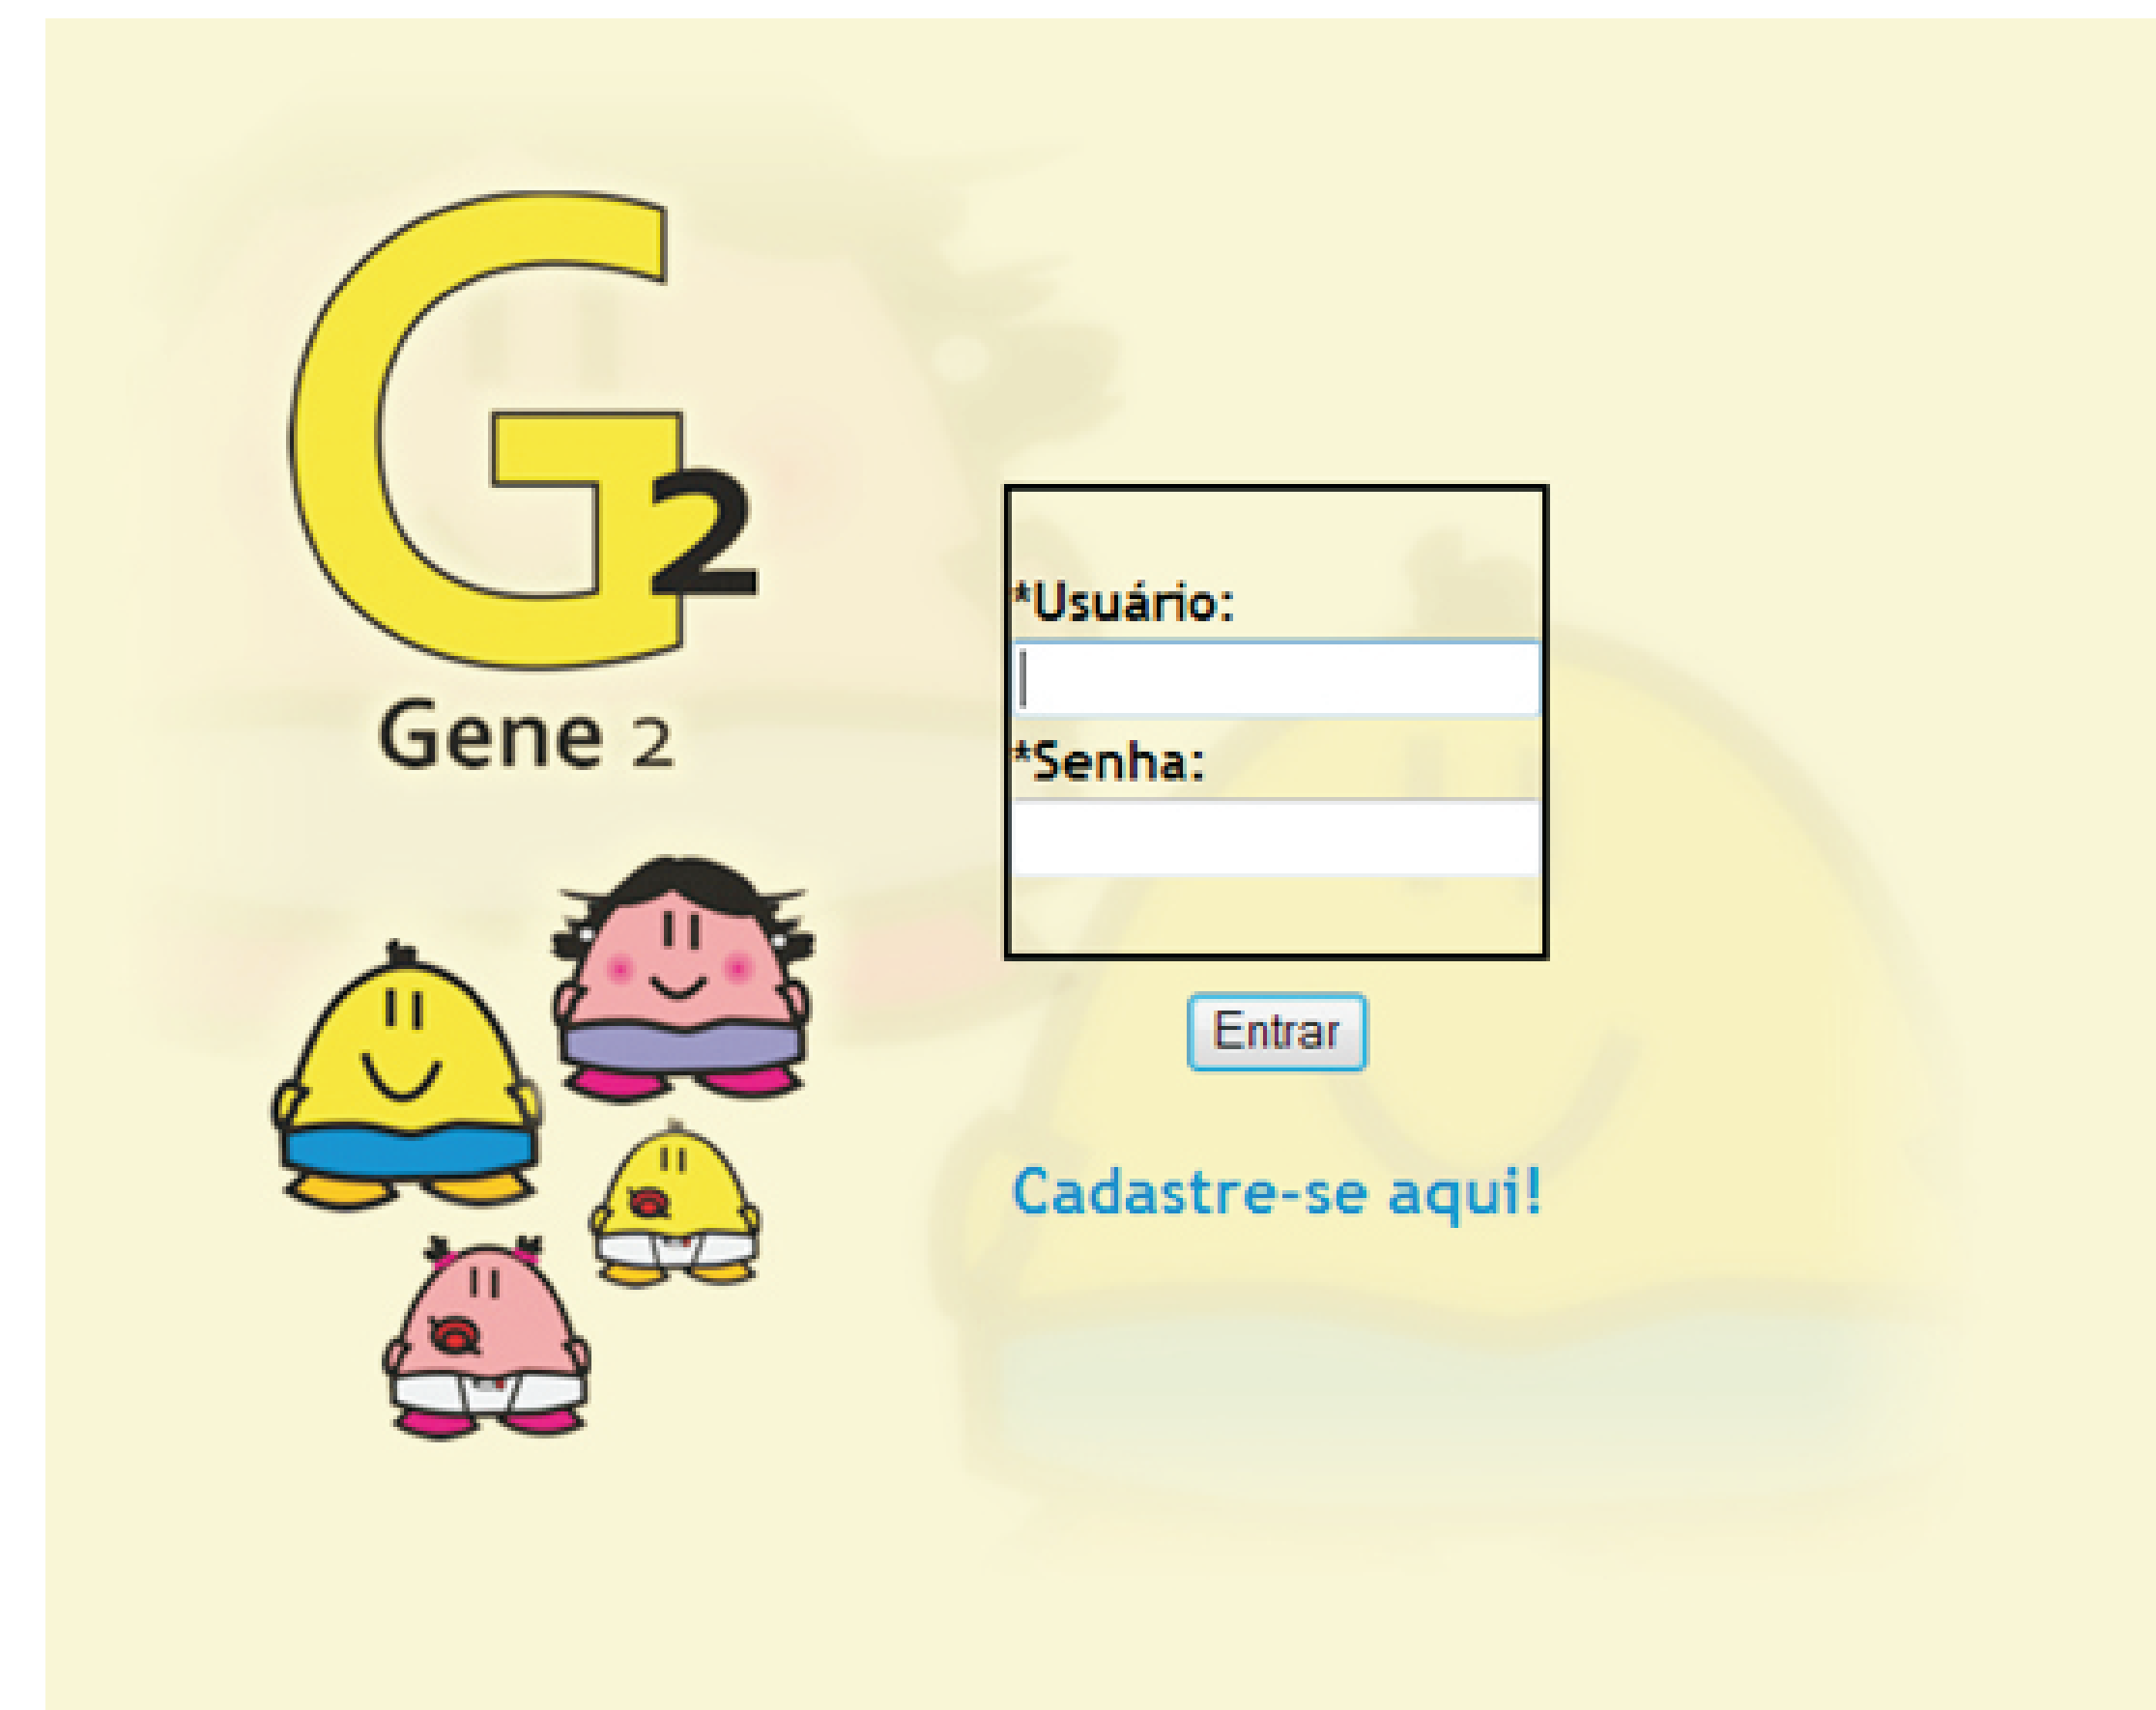 G2
Gene 2
*Usuário:
*Senha:
Entrar
Cadastre-se aqui!